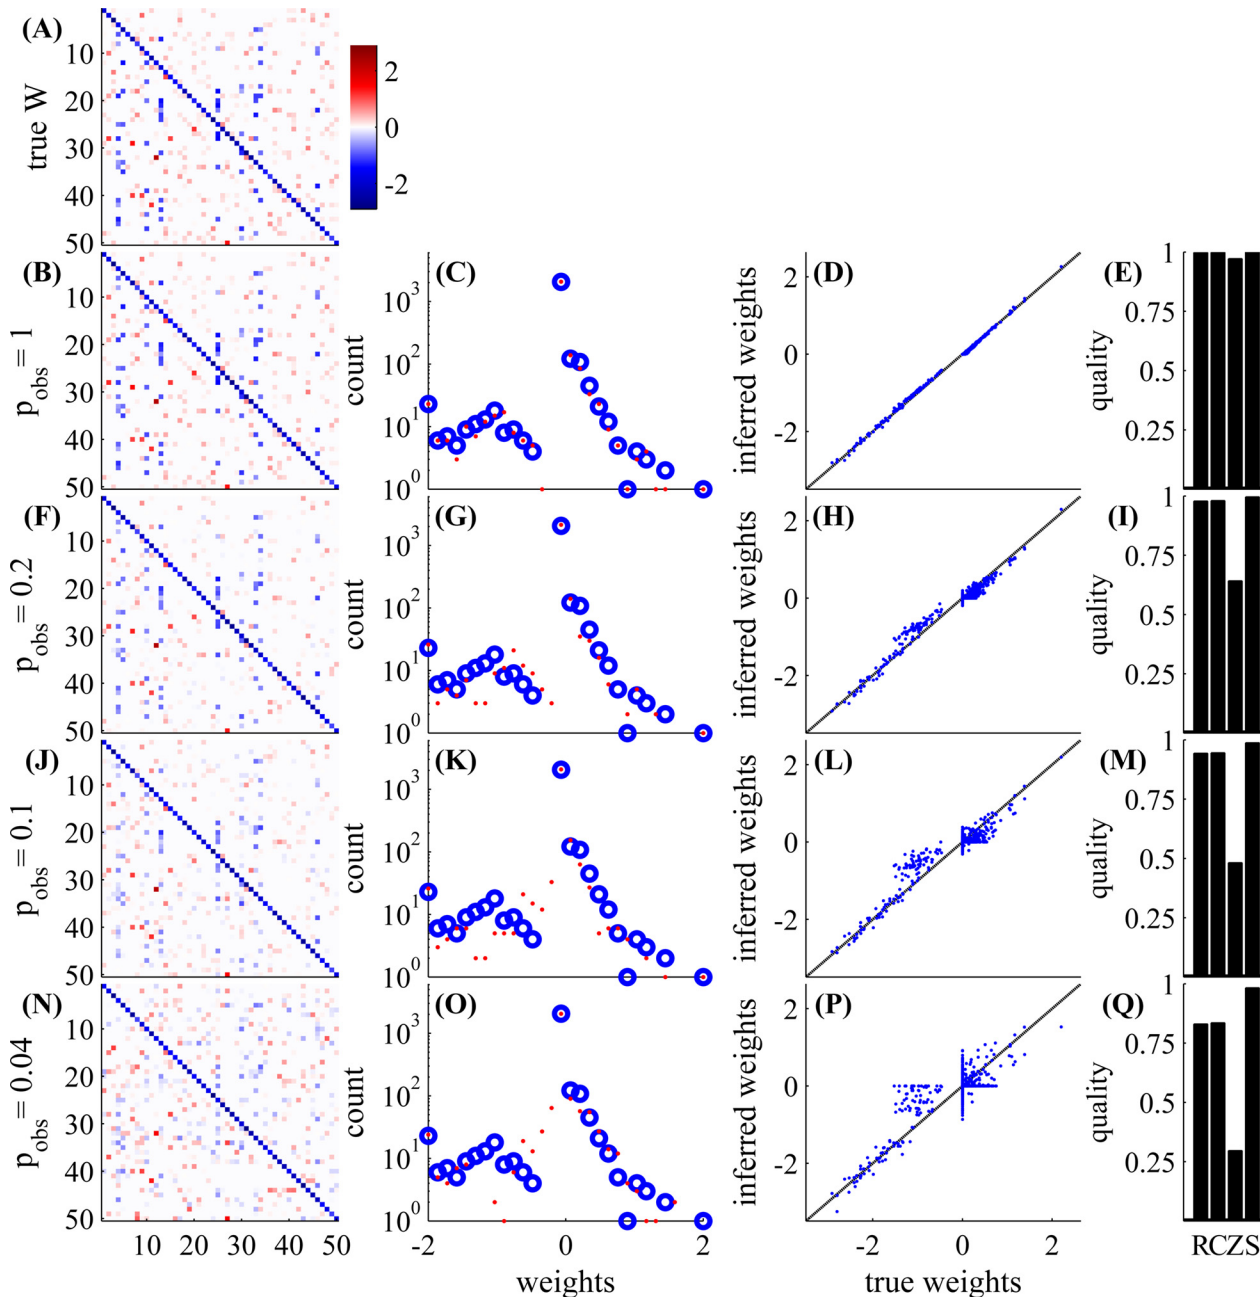 (A)
true W
10
20
30
40
50
2
0
-2
(B)
p_obs = 1
10
20
30
40
50
(C)
count
10^3
10^2
10^1
10^0
(D)
inferred weights
2
0
-2
(E)
quality
1
0.75
0.5
0.25
(F)
p_obs = 0.2
10
20
30
40
50
(G)
count
10^3
10^2
10^1
10^0
(H)
inferred weights
2
0
-2
(I)
quality
1
0.75
0.5
0.25
(J)
p_obs = 0.1
10
20
30
40
50
(K)
count
10^3
10^2
10^1
10^0
(L)
inferred weights
2
0
-2
(M)
quality
1
0.75
0.5
0.25
(N)
p_obs = 0.04
10
20
30
40
50
10 20 30 40 50
(O)
count
10^3
10^2
10^1
10^0
-2 0 2
weights
(P)
inferred weights
2
0
-2
-2 0 2
true weights
(Q)
quality
1
0.75
0.5
0.25
RCZS